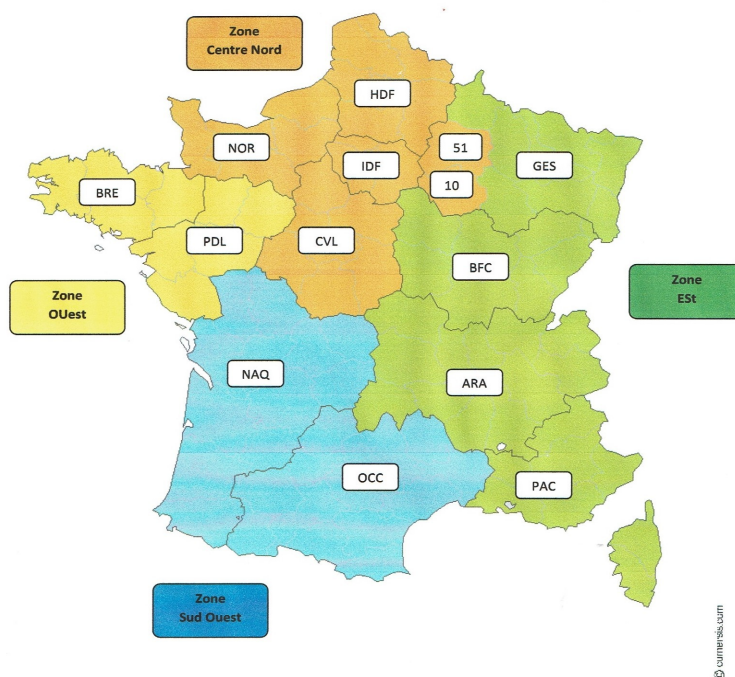 Zone
Centre Nord
HDF
NOR
51
IDF
GES
10
BRE
PDL
CVL
BFC
Zone
ESt
Zone
OUest
NAQ
ARA
OCC
PAC
Zone
Sud Ouest
© comersis.com